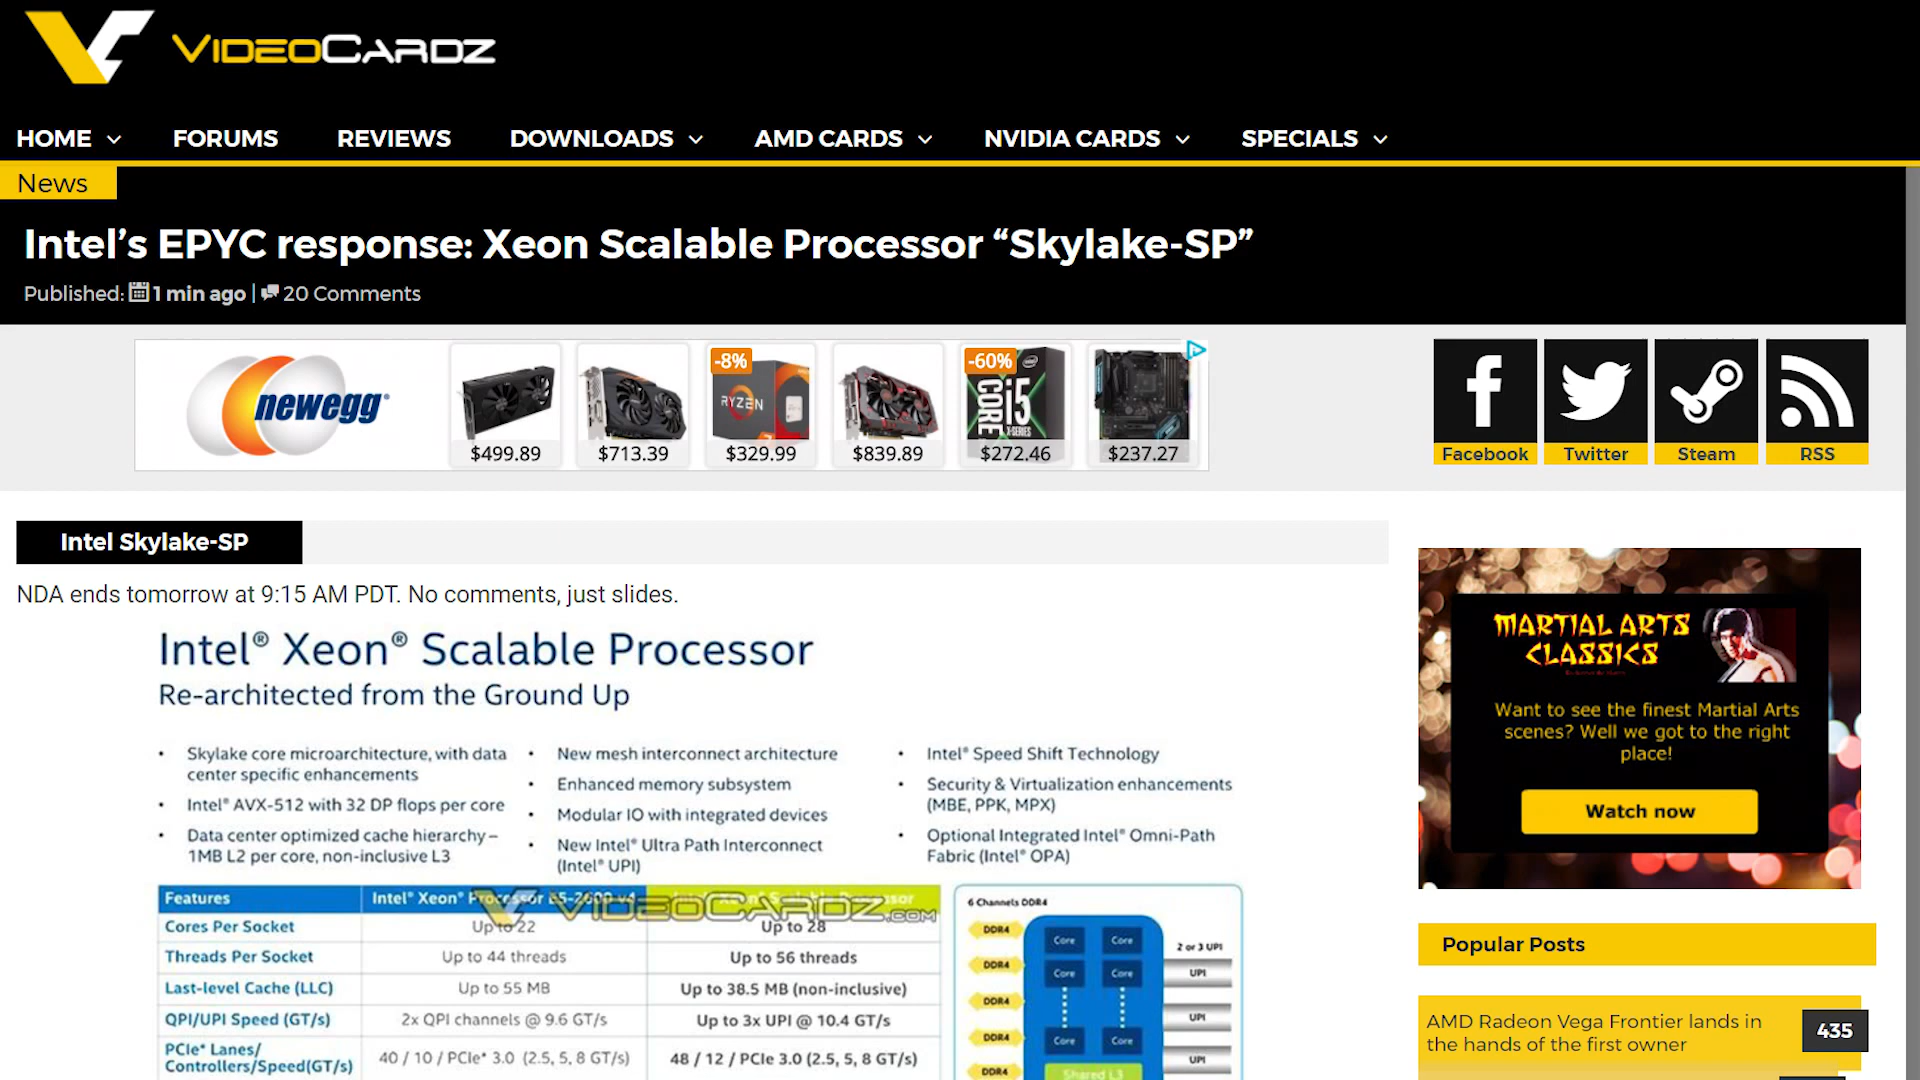 VIDEOCARDZ
HOME FORUMS REVIEWS DOWNLOADS AMD CARDS NVIDIA CARDS SPECIALS
News
Intel's EPYC response: Xeon Scalable Processor “Skylake-SP”
Published: 1 min ago | 20 Comments
newegg
$499.89
$713.39
-8%
RYZEN
$329.99
$839.89
-60%
CORE i5
X-SERIES
$272.46
$237.27
Facebook Twitter Steam RSS
Intel Skylake-SP
NDA ends tomorrow at 9:15 AM PDT. No comments, just slides.
Intel® Xeon® Scalable Processor
Re-architected from the Ground Up
• Skylake core microarchitecture, with data
center specific enhancements
• Intel® AVX-512 with 32 DP flops per core
• Data center optimized cache hierarchy –
1MB L2 per core, non-inclusive L3
• New mesh interconnect architecture
• Enhanced memory subsystem
• Modular IO with integrated devices
• New Intel® Ultra Path Interconnect
(Intel® UPI)
• Intel® Speed Shift Technology
• Security & Virtualization enhancements
(MBE, PPK, MPX)
• Optional Integrated Intel® Omni-Path
Fabric (Intel® OPA)
Features Intel® Xeon® Processor E5-2600 v4
VIDEOCARDZ.COM
Cores Per Socket Up to 22 Up to 28
Threads Per Socket Up to 44 threads Up to 56 threads
Last-level Cache (LLC) Up to 55 MB Up to 38.5 MB (non-inclusive)
QPI/UPI Speed (GT/s) 2x QPI channels @ 9.6 GT/s Up to 3x UPI @ 10.4 GT/s
PCIe* Lanes/
Controllers/Speed(GT/s) 40 / 10 / PCIe* 3.0 (2.5, 5, 8 GT/s) 48 / 12 / PCIe 3.0 (2.5, 5, 8 GT/s)
6 Channels DDR4
DDR4
DDR4
DDR4
DDR4
DDR4
Core Core
Core Core
Core Core
Shared L3
2 or 3 UPI
UPI
UPI
UPI
MARTIAL ARTS
CLASSICS
Want to see the finest Martial Arts
scenes? Well we got to the right
place!
Watch now
Popular Posts
AMD Radeon Vega Frontier lands in
the hands of the first owner
435